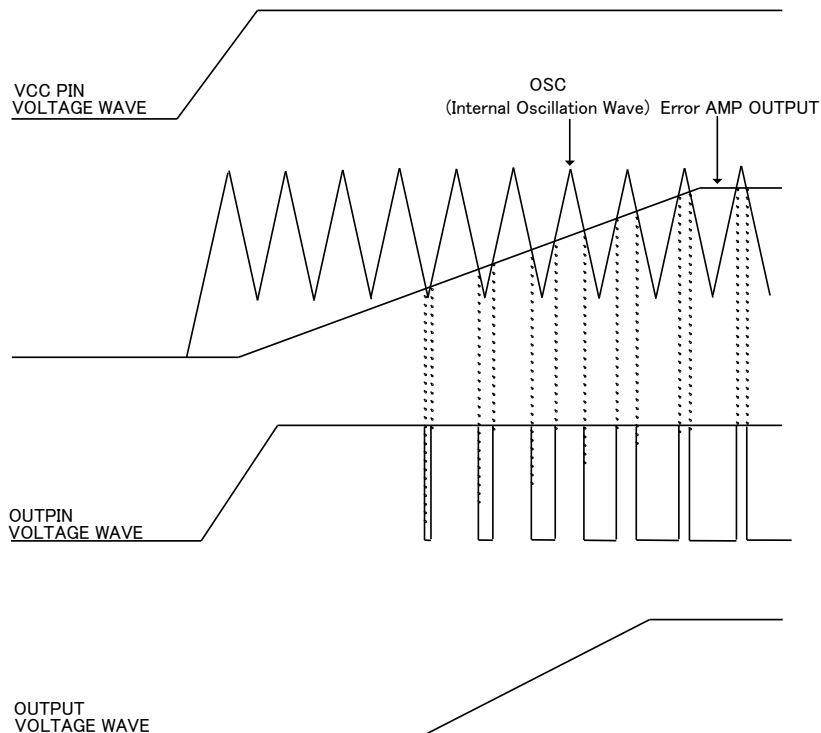 OSC
VCC PIN
VOLTAGE WAVE
(Internal Oscillation Wave) Error AMP OUTPUT
OUTPIN
VOLTAGE WAVE
OUTPUT
VOLTAGE WAVE